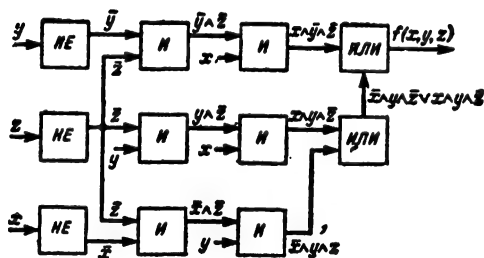 y НЕ ȳ И ȳ∧z̄ И x∧ȳ∧z̄ ИЛИ f(x,y,z)
z̄ x
x̄∧y∧z̄∨x∧y∧z̄
z НЕ z̄ И y∧z̄ И x∧y∧z̄ ИЛИ
y x
x НЕ z̄ И x̄∧z̄ И
x̄ y x̄∧y∧z̄